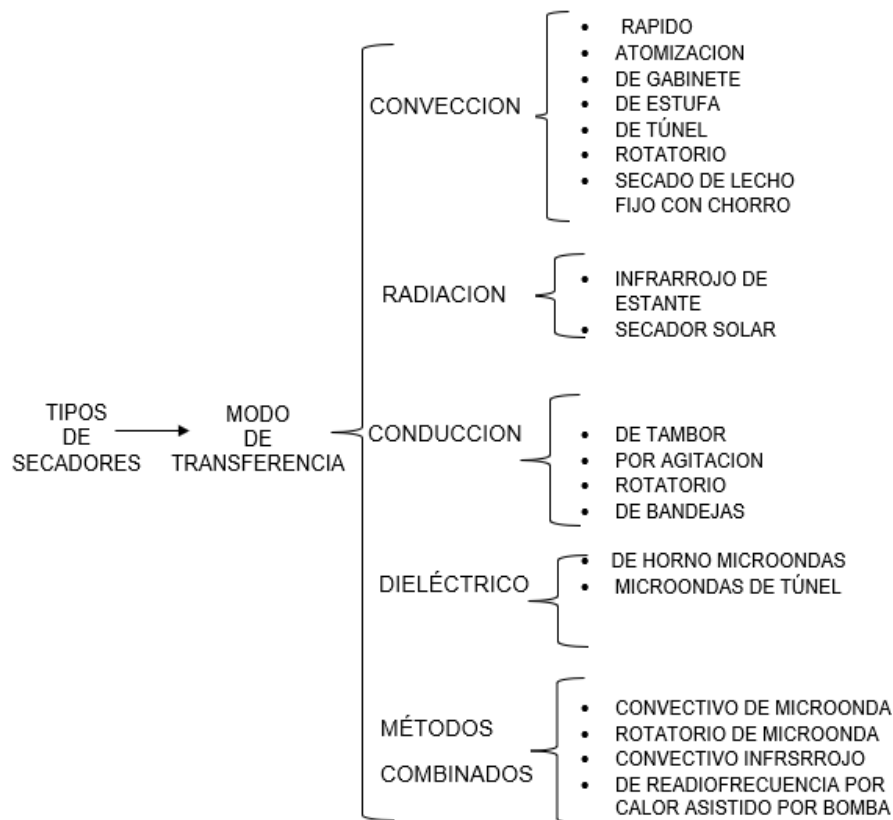 TIPOS
DE
SECADORES
MODO
DE
TRANSFERENCIA
CONVECCION
• RAPIDO
• ATOMIZACION
• DE GABINETE
• DE ESTUFA
• DE TÚNEL
• ROTATORIO
• SECADO DE LECHO
FIJO CON CHORRO
RADIACION
• INFRARROJO DE
ESTANTE
• SECADOR SOLAR
CONDUCCION
• DE TAMBOR
• POR AGITACION
• ROTATORIO
• DE BANDEJAS
DIELÉCTRICO
• DE HORNO MICROONDAS
• MICROONDAS DE TÚNEL
MÉTODOS
COMBINADOS
• CONVECTIVO DE MICROONDA
• ROTATORIO DE MICROONDA
• CONVECTIVO INFRSRROJO
• DE READIOFRECUENCIA POR
CALOR ASISTIDO POR BOMBA